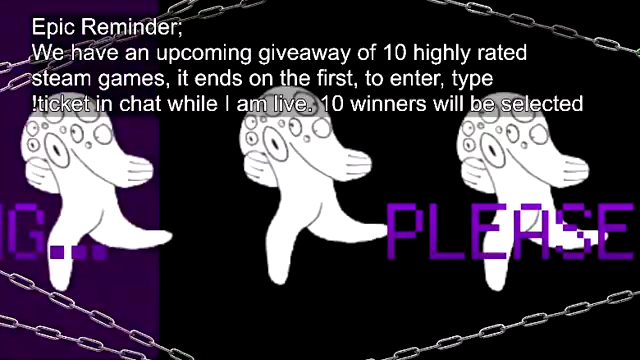 Epic Reminder;
We have an upcoming giveaway of 10 highly rated
steam games, it ends on the first, to enter, type
!ticket in chat while I am live. 10 winners will be selected
G... PLEASE